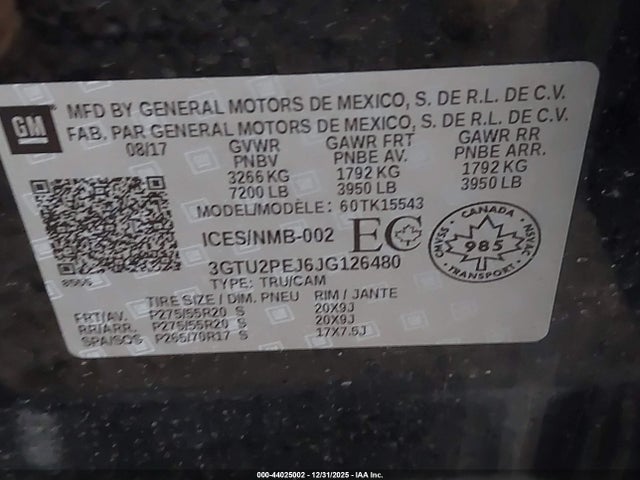 GM
MFD BY GENERAL MOTORS DE MEXICO, S. DE R.L. DE C.V.
FAB. PAR GENERAL MOTORS DE MEXICO, S. DE R.L. DE C.V.
08/17 GVWR GAWR FRT GAWR RR
PNBV PNBE AV. PNBE ARR.
3266 KG 1792 KG 1792 KG
7200 LB 3950 LB 3950 LB
MODEL/MODÈLE: 60TK15543
ICES/NMB-002 EC
CANADA
CMVSS 985 NSVAC
TRANSPORT
3GTU2PEJ6JG126480
TYPE: TRU/CAM
TIRE SIZE / DIM. PNEU RIM / JANTE
FRT/AV. P275/55R20 S 20X9J
RR/ARR. P275/55R20 S 20X9J
SPA/SOS P265/70R17 S 17X7.5J
000-44025002 - 12/31/2025 - IAA Inc.